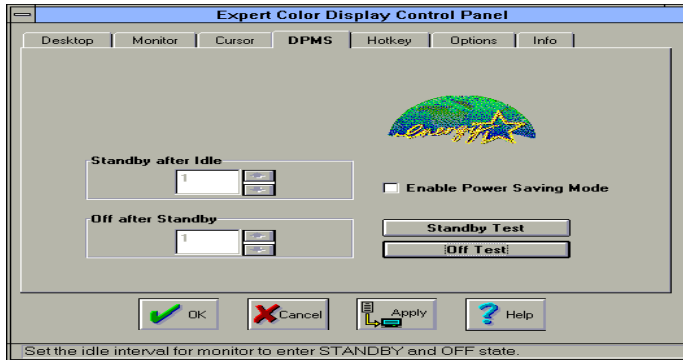 Expert Color Display Control Panel
Desktop Monitor Cursor DPMS Hotkey Options Info
energy
Standby after Idle
1
Enable Power Saving Mode
Off after Standby
1
Standby Test
Off Test
OK Cancel Apply Help
Set the idle interval for monitor to enter STANDBY and OFF state.